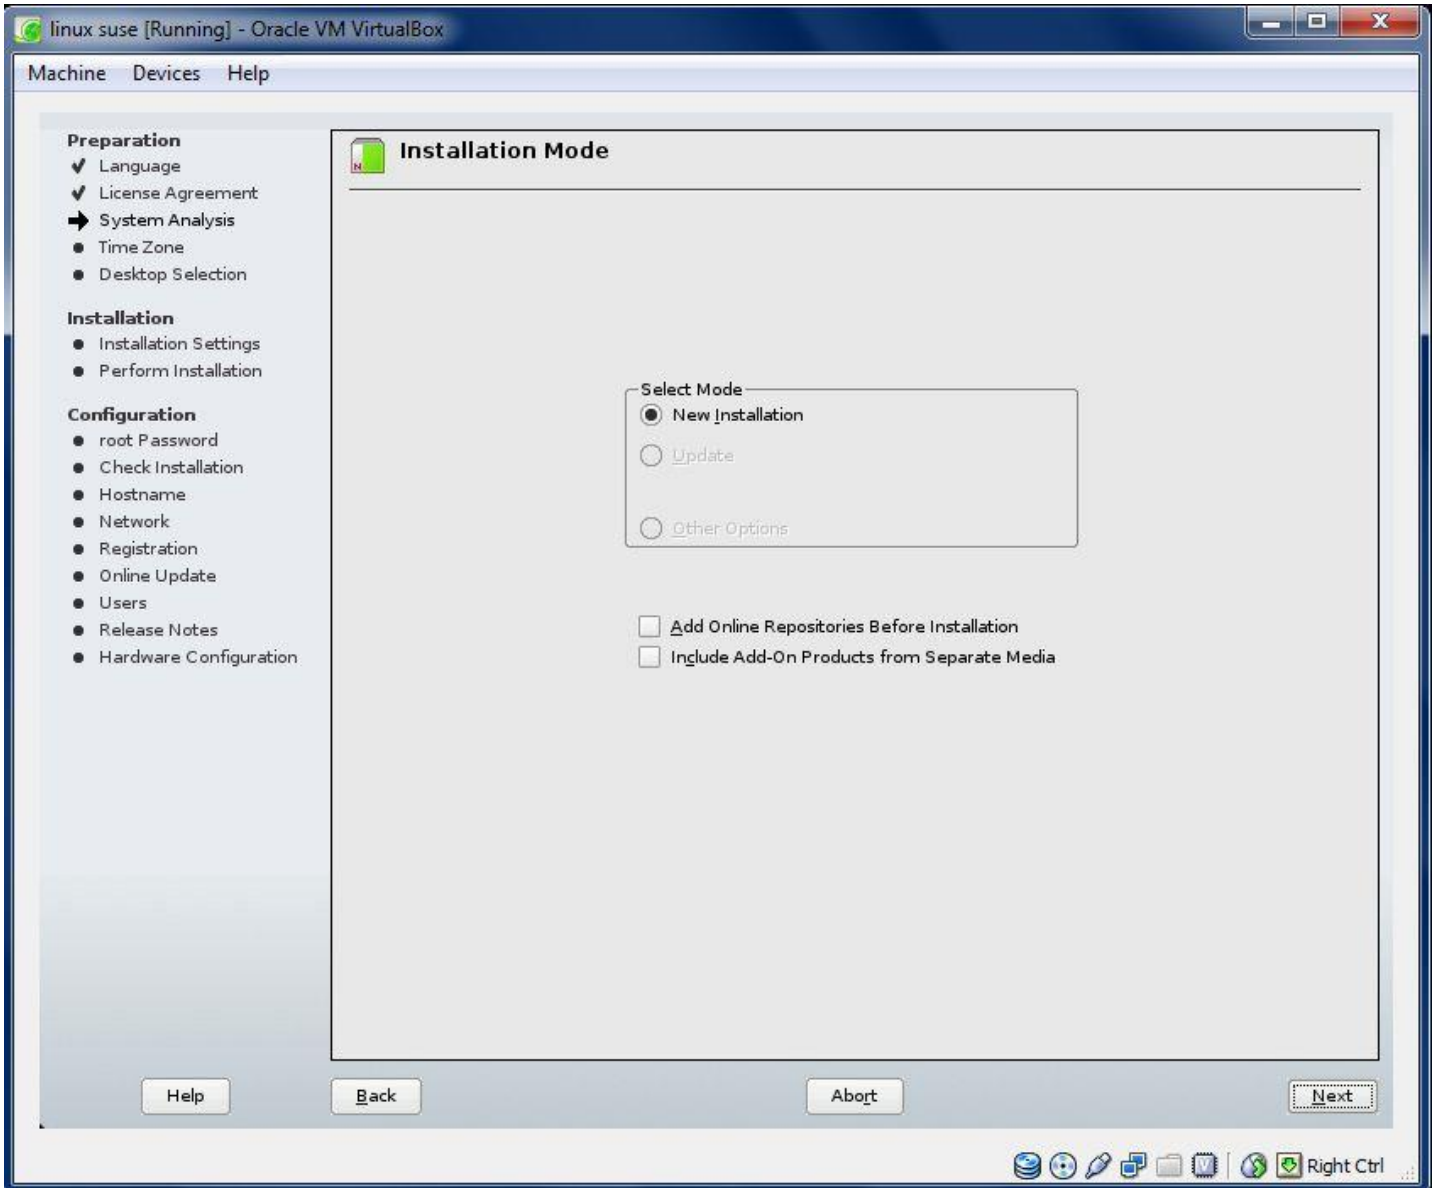 linux suse [Running] - Oracle VM VirtualBox
Machine Devices Help
Preparation
Language
License Agreement
System Analysis
Time Zone
Desktop Selection
Installation
Installation Settings
Perform Installation
Configuration
root Password
Check Installation
Hostname
Network
Registration
Online Update
Users
Release Notes
Hardware Configuration
Installation Mode
Select Mode
New Installation
Update
Other Options
Add Online Repositories Before Installation
Include Add-On Products from Separate Media
Help Back Abort Next
Right Ctrl